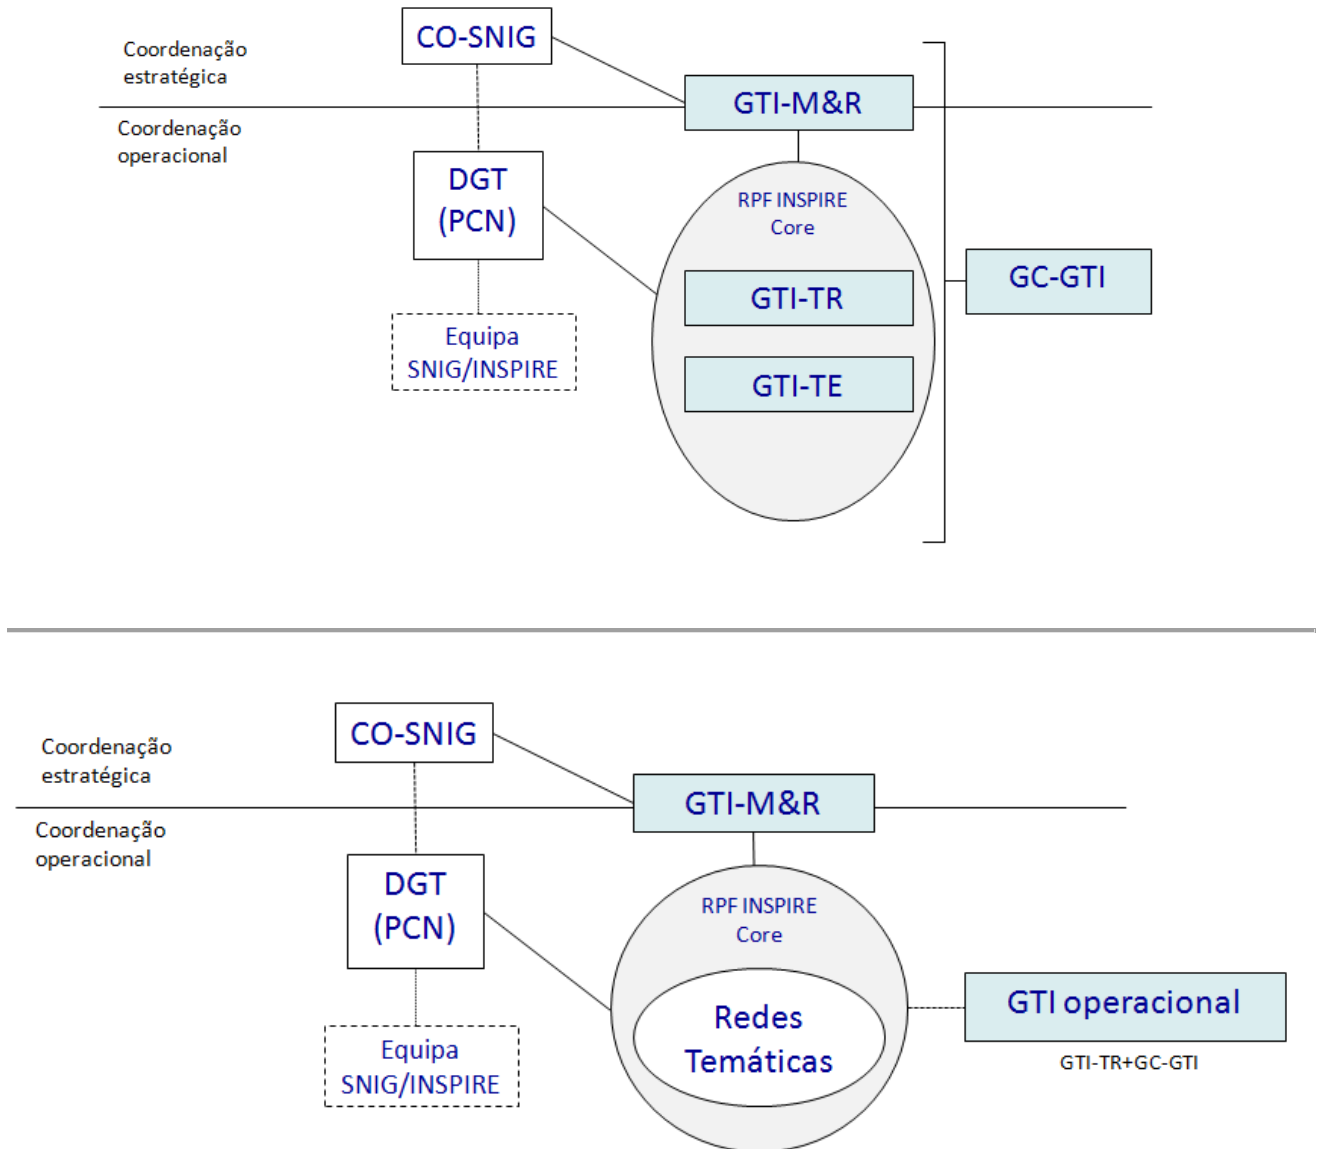 CO-SNIG
Coordenação
estratégica
GTI-M&R
Coordenação
operacional
DGT
(PCN)
RPF INSPIRE
Core
GC-GTI
GTI-TR
Equipa
SNIG/INSPIRE
GTI-TE
CO-SNIG
Coordenação
estratégica
GTI-M&R
Coordenação
operacional
DGT
(PCN)
RPF INSPIRE
Core
GTI operacional
Redes
Temáticas
GTI-TR+GC-GTI
Equipa
SNIG/INSPIRE